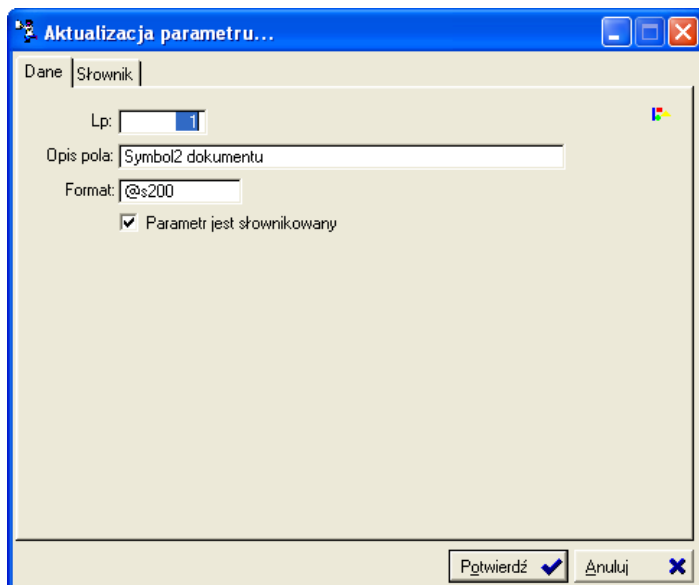 Aktualizacja parametru...
Dane Słownik
Lp: 1
Opis pola: Symbol2 dokumentu
Format: @s200
Parametr jest słownikowany
Potwierdź Anuluj